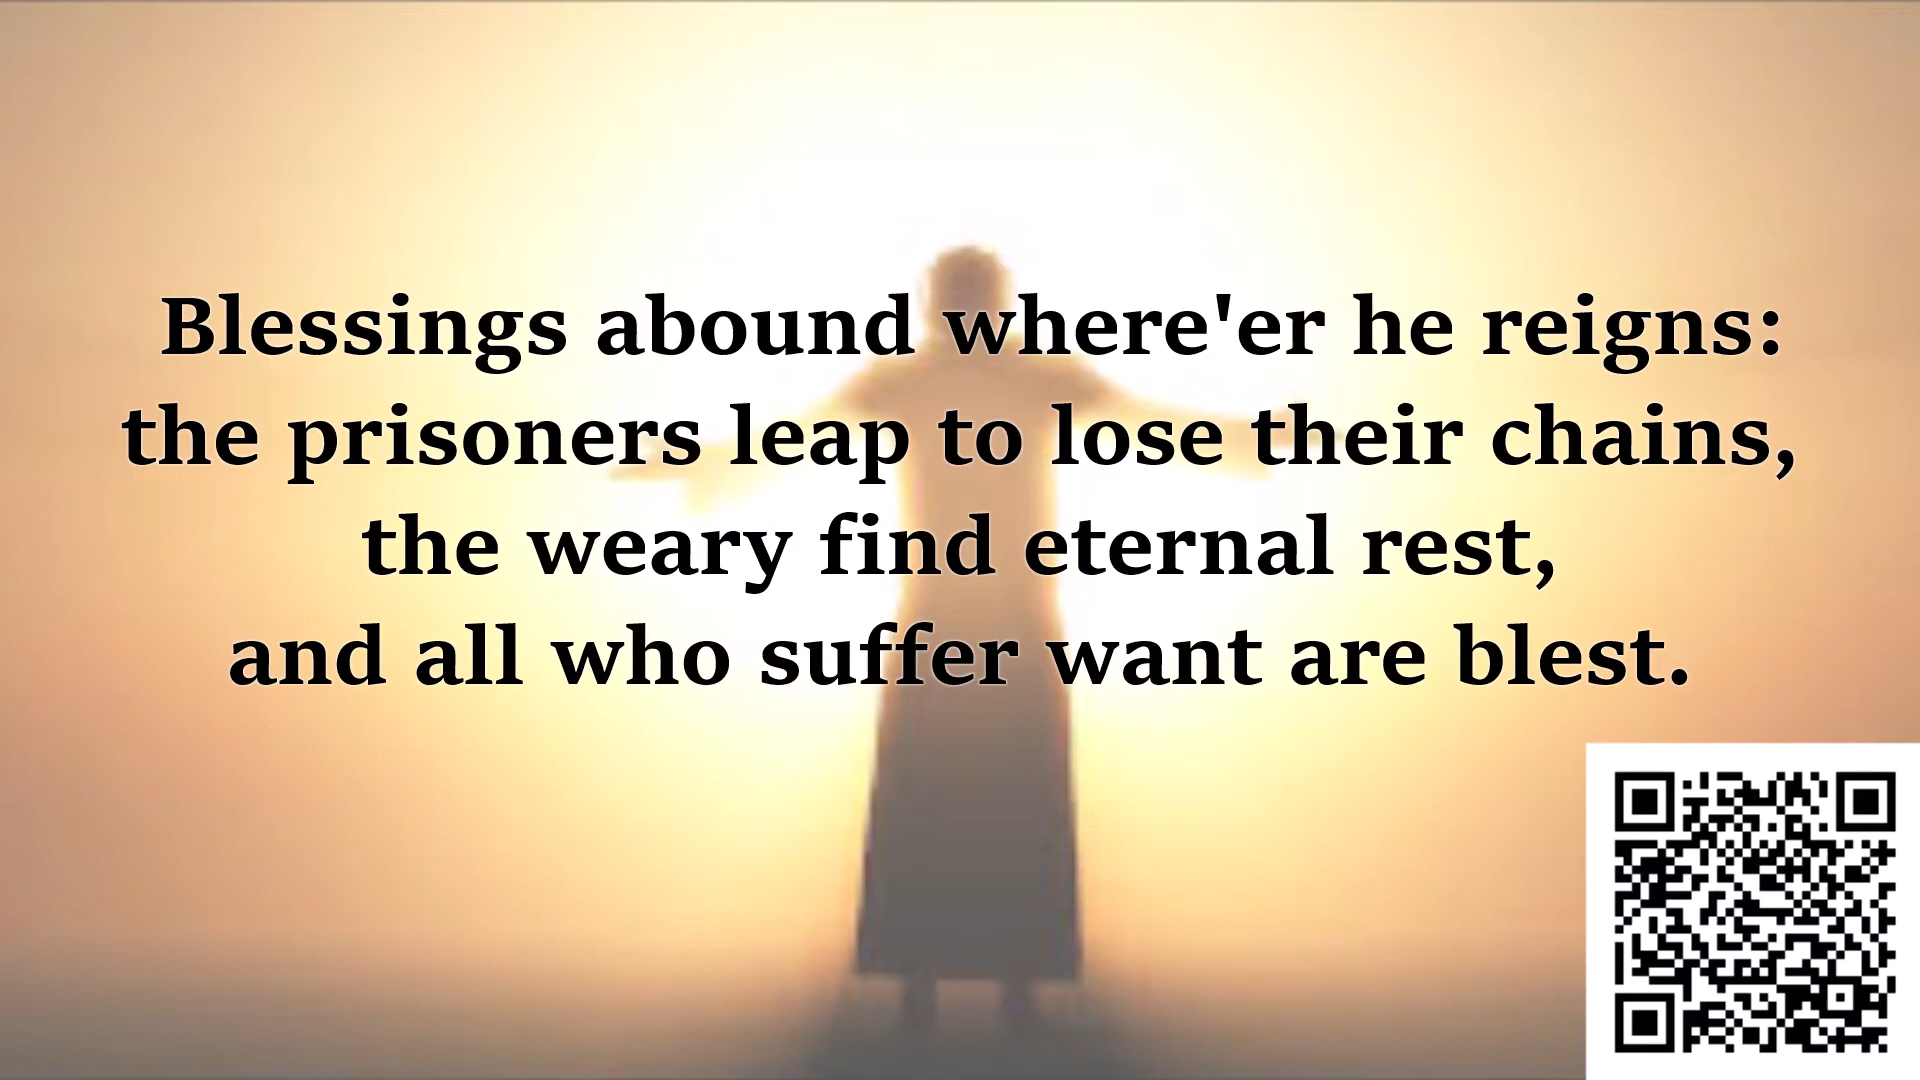 Blessings abound where'er he reigns:
the prisoners leap to lose their chains,
the weary find eternal rest,
and all who suffer want are blest.